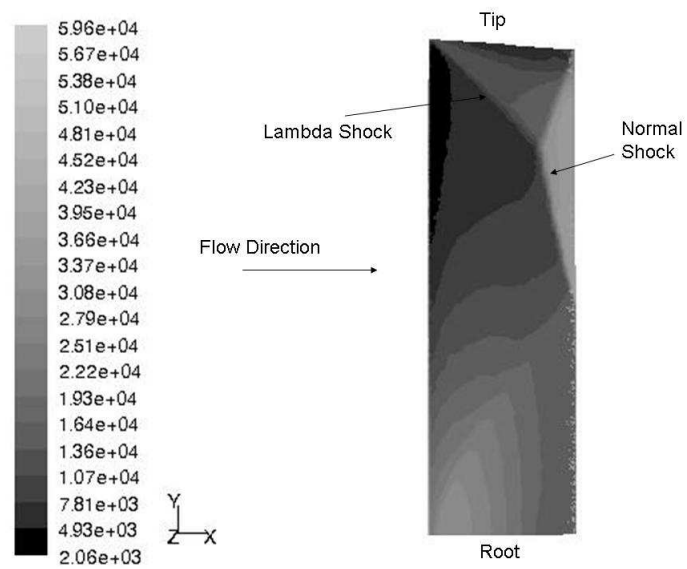 5.96e+04
5.67e+04
5.38e+04
5.10e+04
4.81e+04
4.52e+04
4.23e+04
3.95e+04
3.66e+04
3.37e+04
3.08e+04
2.79e+04
2.51e+04
2.22e+04
1.93e+04
1.64e+04
1.36e+04
1.07e+04
7.81e+03
4.93e+03
2.06e+03
Y
Z X
Tip
Lambda Shock
Normal
Shock
Flow Direction
Root